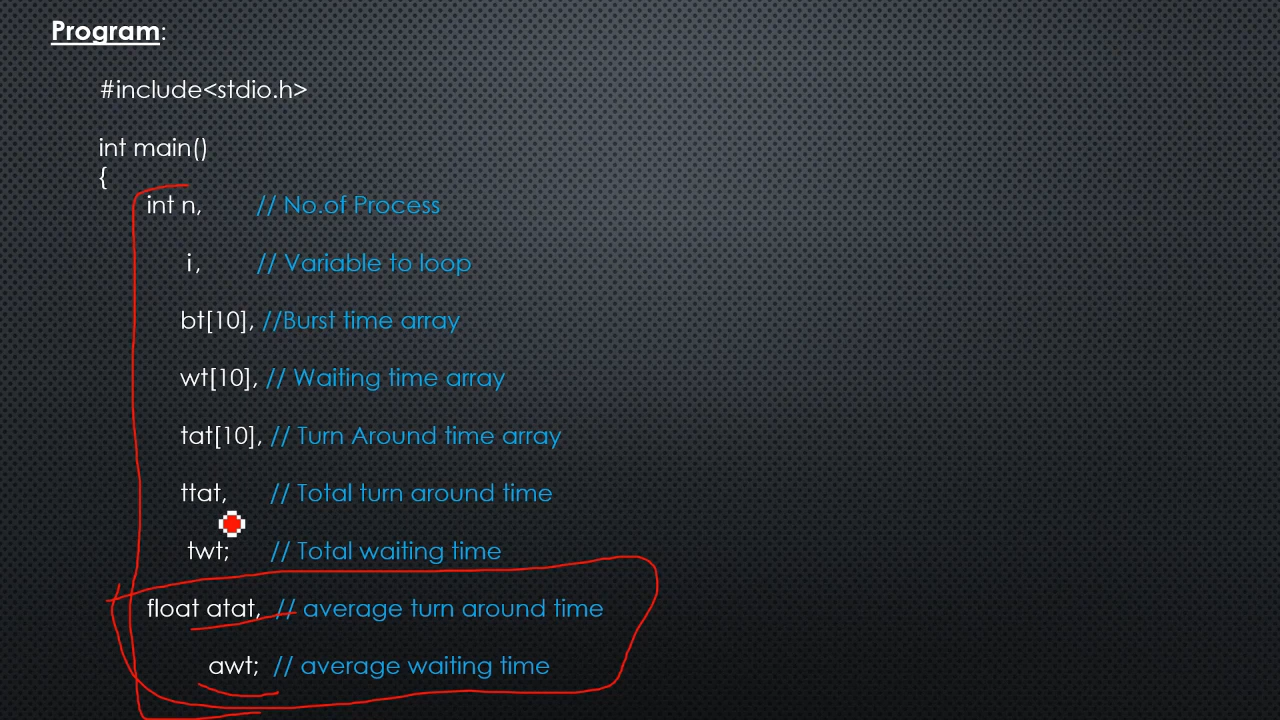 Program:
#include<stdio.h>
int main()
{
int n, // No.of Process
i, // Variable to loop
bt[10], //Burst time array
wt[10], // Waiting time array
tat[10], // Turn Around time array
ttat, // Total turn around time
twt; // Total waiting time
float atat, // average turn around time
awt; // average waiting time